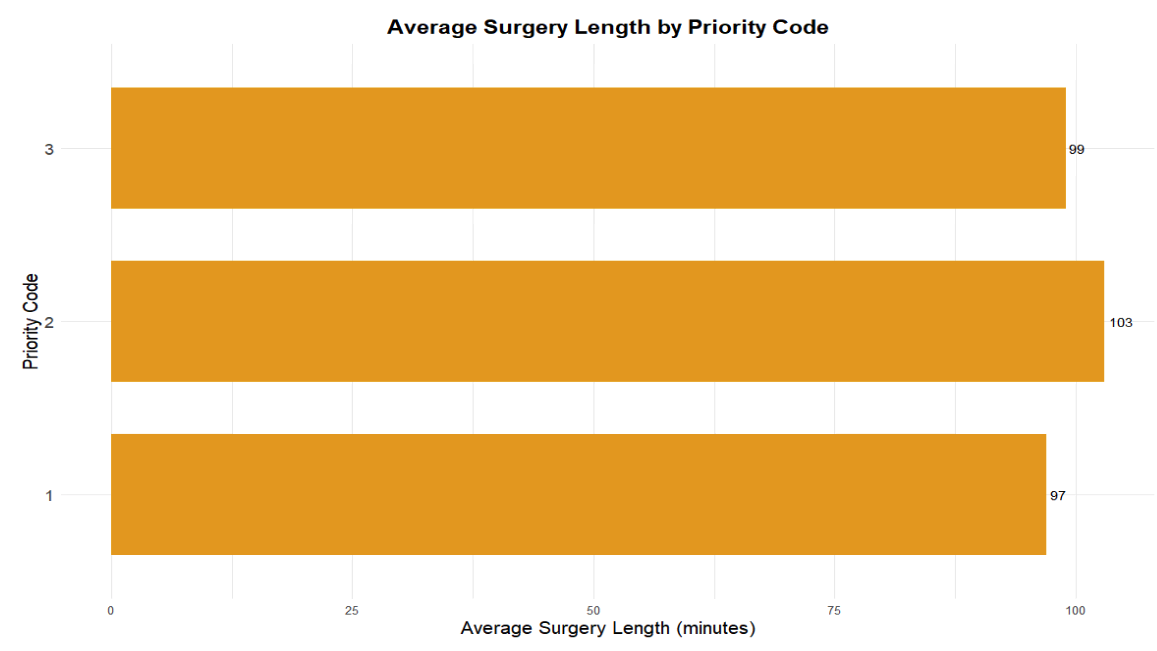 Average Surgery Length by Priority Code
Priority Code
3
99
2
103
1
97
0 25 50 75 100
Average Surgery Length (minutes)